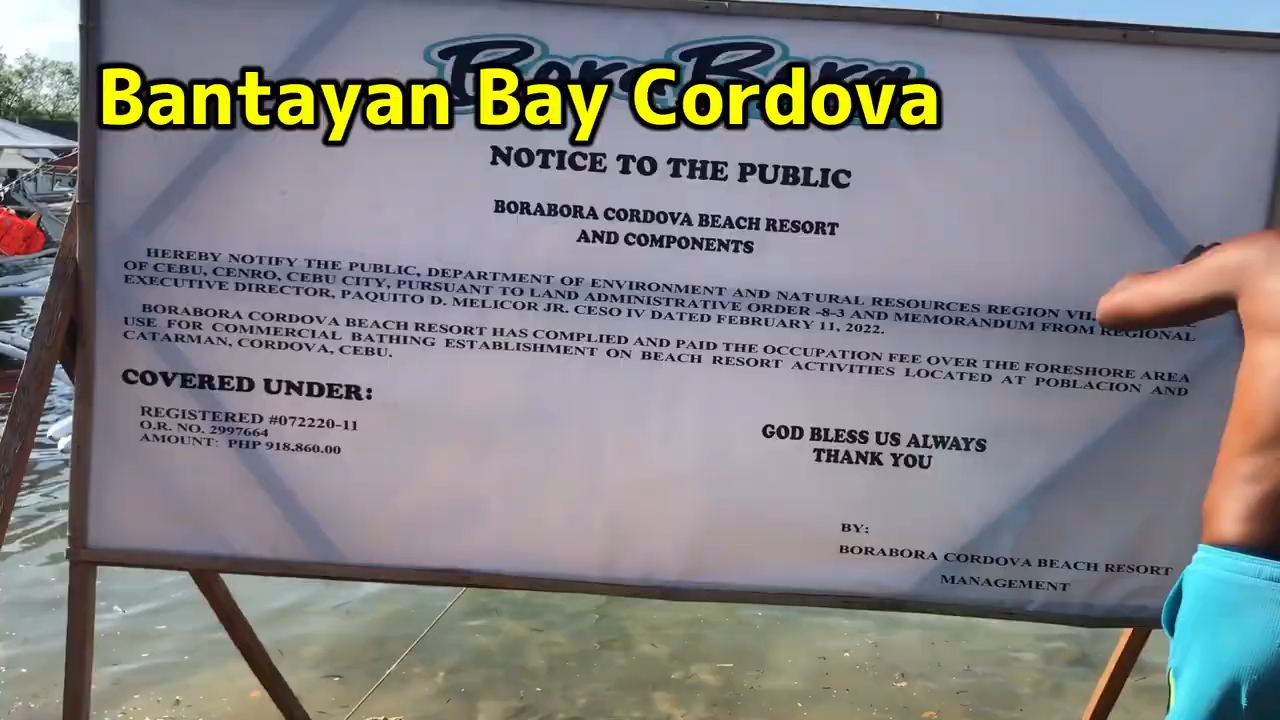 Bora Bora
Bantayan Bay Cordova
NOTICE TO THE PUBLIC
BORABORA CORDOVA BEACH RESORT
AND COMPONENTS
HEREBY NOTIFY THE PUBLIC, DEPARTMENT OF ENVIRONMENT AND NATURAL RESOURCES REGION VII,
OF CEBU, CENRO, CEBU CITY, PURSUANT TO LAND ADMINISTRATIVE ORDER -8-3 AND MEMORANDUM FROM REGIONAL
EXECUTIVE DIRECTOR, PAQUITO D. MELICOR JR. CESO IV DATED FEBRUARY 11, 2022.
BORABORA CORDOVA BEACH RESORT HAS COMPLIED AND PAID THE OCCUPATION FEE OVER THE FORESHORE AREA
USE FOR COMMERCIAL BATHING ESTABLISHMENT ON BEACH RESORT ACTIVITIES LOCATED AT POBLACION AND
CATARMAN, CORDOVA, CEBU.
COVERED UNDER:
REGISTERED #072220-11
O.R. NO. 2997664
AMOUNT: PHP 918.860.00
GOD BLESS US ALWAYS
THANK YOU
BY:
BORABORA CORDOVA BEACH RESORT
MANAGEMENT